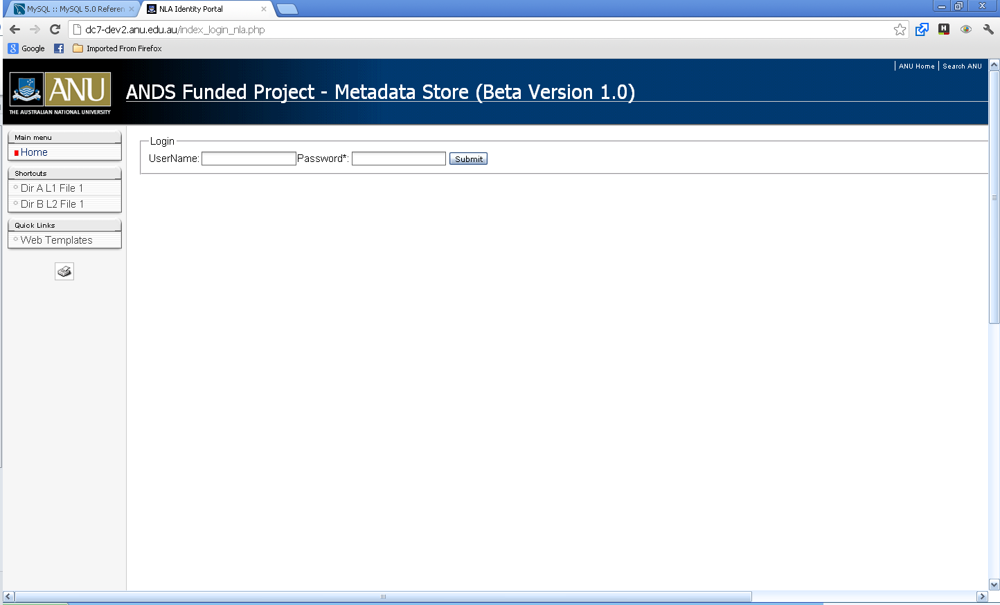 MySQL :: MySQL 5.0 Referen
NLA Identity Portal
dc7-dev2.anu.edu.au/index_login_nla.php
H
8 Google f Imported From Firefox
ANU Home Search ANU
ANU
THE AUSTRALIAN NATIONAL UNIVERSITY
ANDS Funded Project - Metadata Store (Beta Version 1.0)
Main menu
Home
Shortcuts
Dir A L1 File 1
Dir B L2 File 1
Quick Links
Web Templates
Login
UserName: Password*: Submit